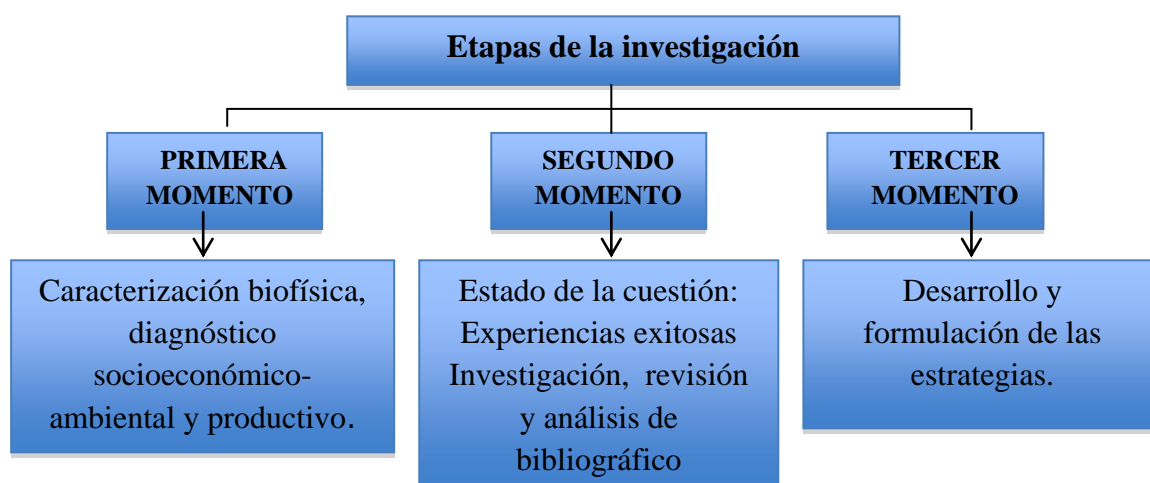 Etapas de la investigación
PRIMERA
MOMENTO
SEGUNDO
MOMENTO
TERCER
MOMENTO
Caracterización biofísica,
diagnóstico
socioeconómico-
ambiental y productivo.
Estado de la cuestión:
Experiencias exitosas
Investigación,  revisión
y análisis de
bibliográfico
Desarrollo y
formulación de las
estrategias.